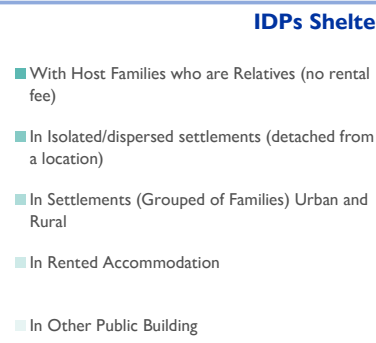 IDPs Shelte
With Host Families who are Relatives (no rental
fee)
In Isolated/dispersed settlements (detached from
a location)
In Settlements (Grouped of Families) Urban and
Rural
In Rented Accommodation
In Other Public Building